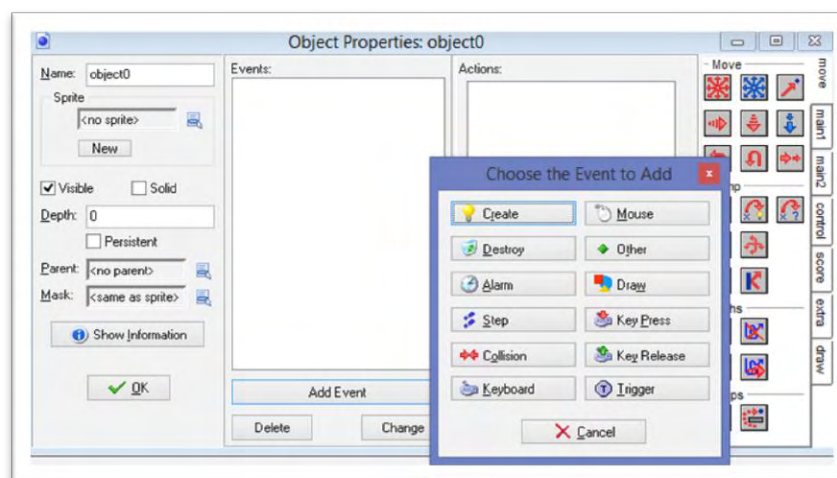 Object Properties: object0
Name: object0
Sprite
<no sprite>
New
Visible Solid
Depth: 0
Persistent
Parent: <no parent>
Mask: <same as sprite>
Show Information
OK
Events:
Add Event
Delete Change
Actions:
Choose the Event to Add
Create Mouse
Destroy Other
Alarm Draw
Step Key Press
Collision Key Release
Keyboard Trigger
Cancel
Move
move
main1
main2
control
score
extra
draw